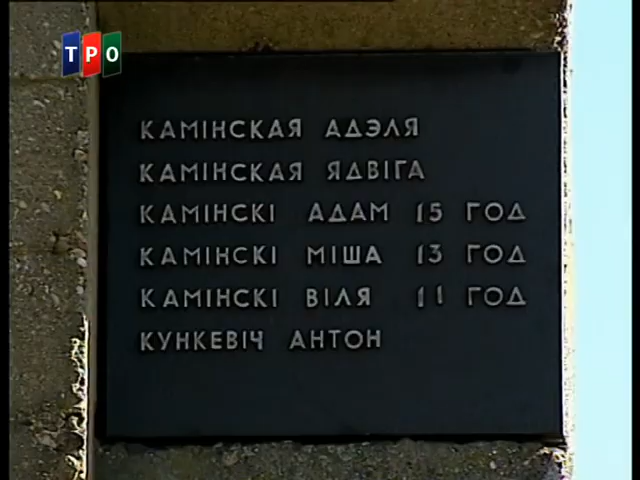 ТРО
КАМІНСКАЯ АДЭЛЯ
КАМІНСКАЯ ЯДВІГА
КАМІНСКІ АДАМ 15 ГОД
КАМІНСКІ МІША 13 ГОД
КАМІНСКІ ВІЛЯ 11 ГОД
КУНКЕВІЧ АНТОН